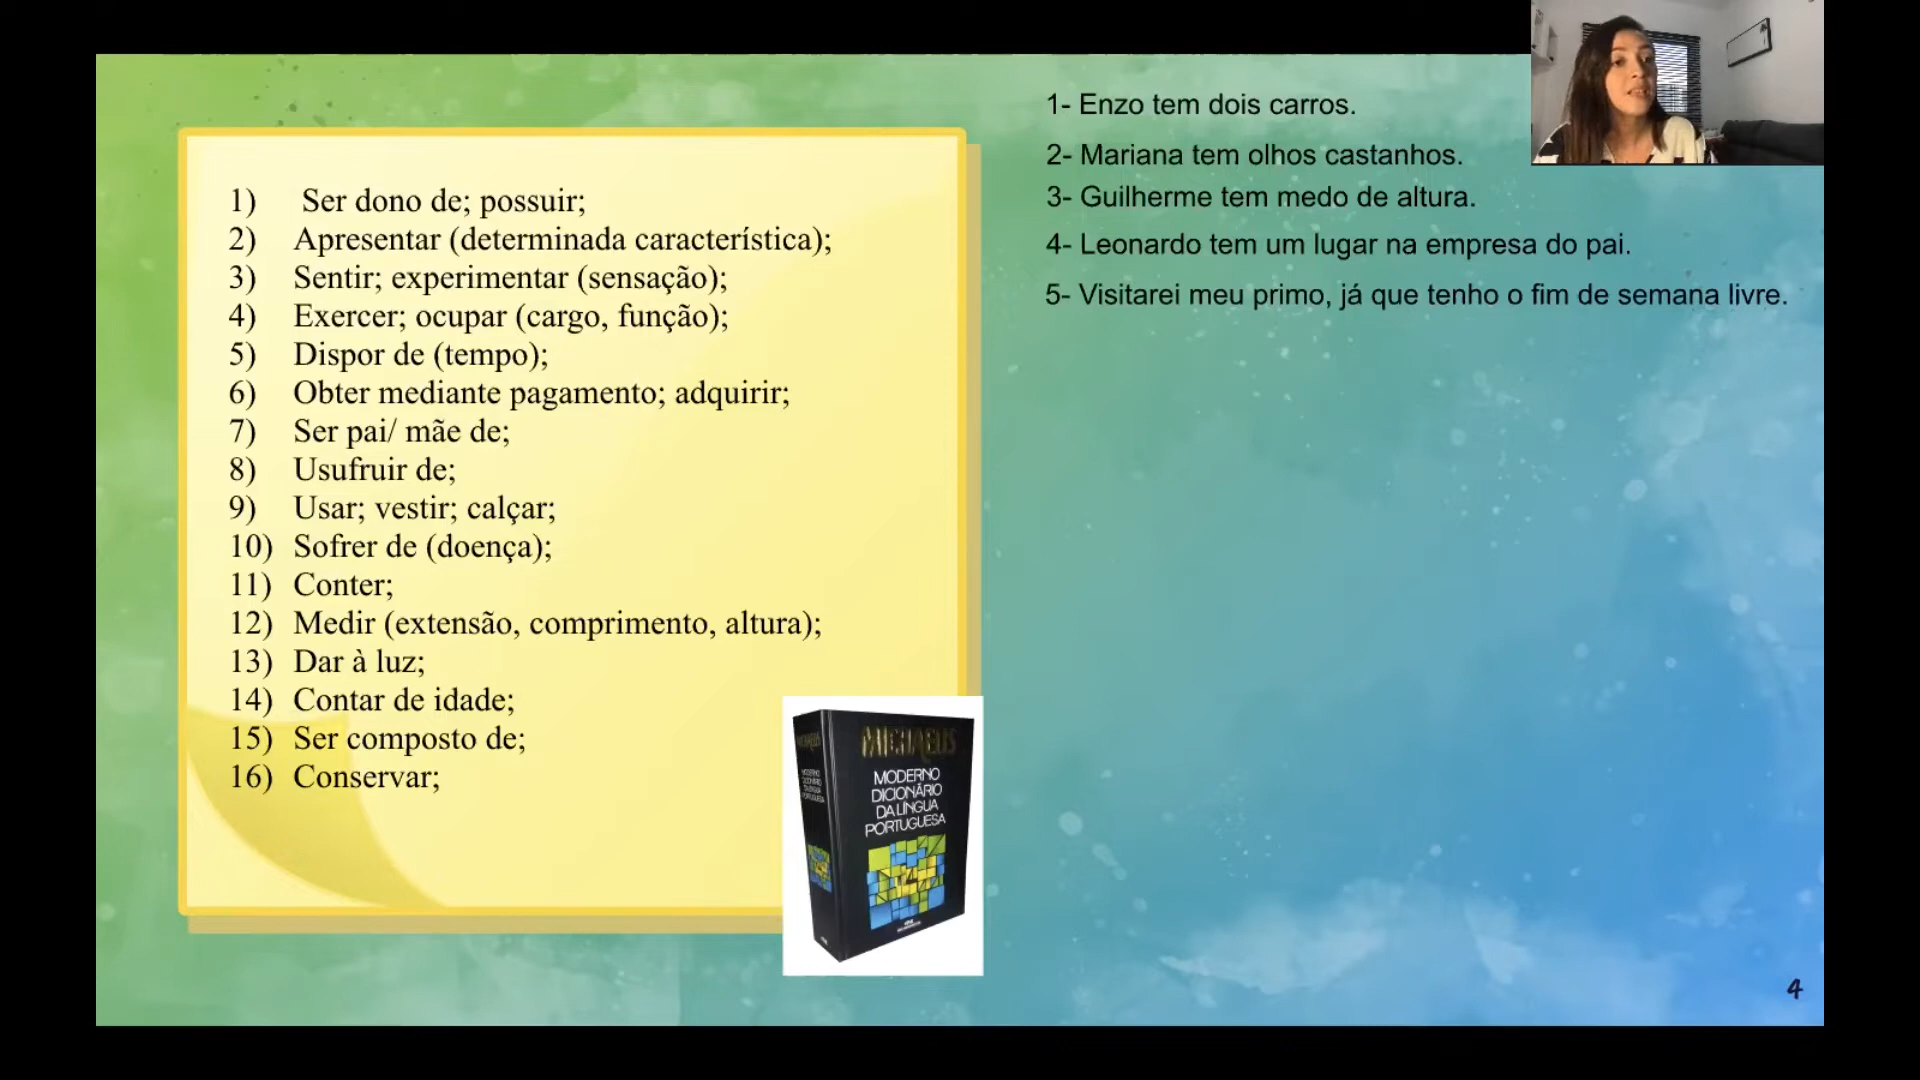 1) Ser dono de; possuir;
2) Apresentar (determinada característica);
3) Sentir; experimentar (sensação);
4) Exercer; ocupar (cargo, função);
5) Dispor de (tempo);
6) Obter mediante pagamento; adquirir;
7) Ser pai/ mãe de;
8) Usufruir de;
9) Usar; vestir; calçar;
10) Sofrer de (doença);
11) Conter;
12) Medir (extensão, comprimento, altura);
13) Dar à luz;
14) Contar de idade;
15) Ser composto de;
16) Conservar;
MICHAELIS
MODERNO
DICIONÁRIO
DA LÍNGUA
PORTUGUESA
1- Enzo tem dois carros.
2- Mariana tem olhos castanhos.
3- Guilherme tem medo de altura.
4- Leonardo tem um lugar na empresa do pai.
5- Visitarei meu primo, já que tenho o fim de semana livre.
4